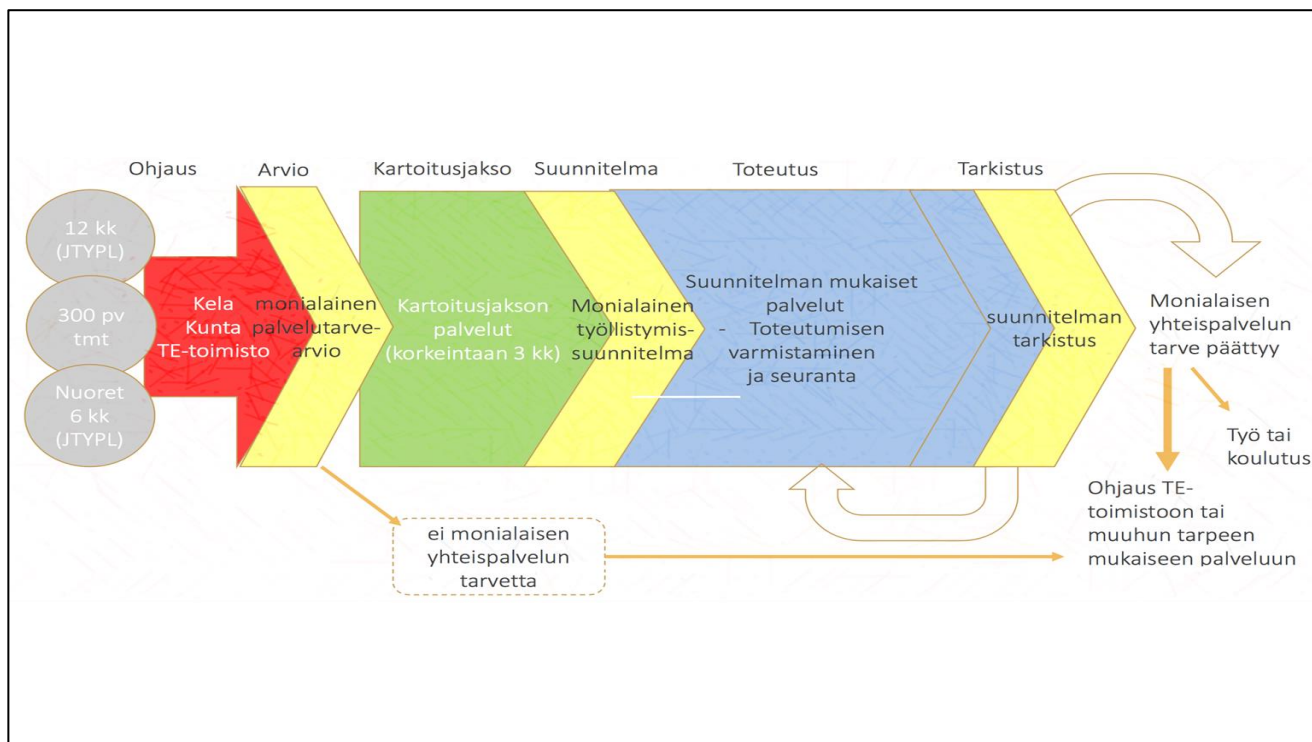 Ohjaus
Arvio
Kartoitusjakso
Suunnitelma
Toteutus
Tarkistus
12 kk
(JTYPL)
300 pv
tmt
Nuoret
6 kk
(JTYPL)
Kela
Kunta
TE-toimisto
monialainen
palvelutarve-
arvio
Kartoitusjakson
palvelut
(korkeintaan 3 kk)
Monialainen
työllistymis-
suunnitelma
Suunnitelman mukaiset
palvelut
- Toteutumisen
varmistaminen
ja seuranta
suunnitelman
tarkistus
Monialaisen
yhteispalvelun
tarve päättyy
Työ tai
koulutus
Ohjaus TE-
toimistoon tai
muuhun tarpeen
mukaiseen palveluun
ei monialaisen
yhteispalvelun
tarvetta